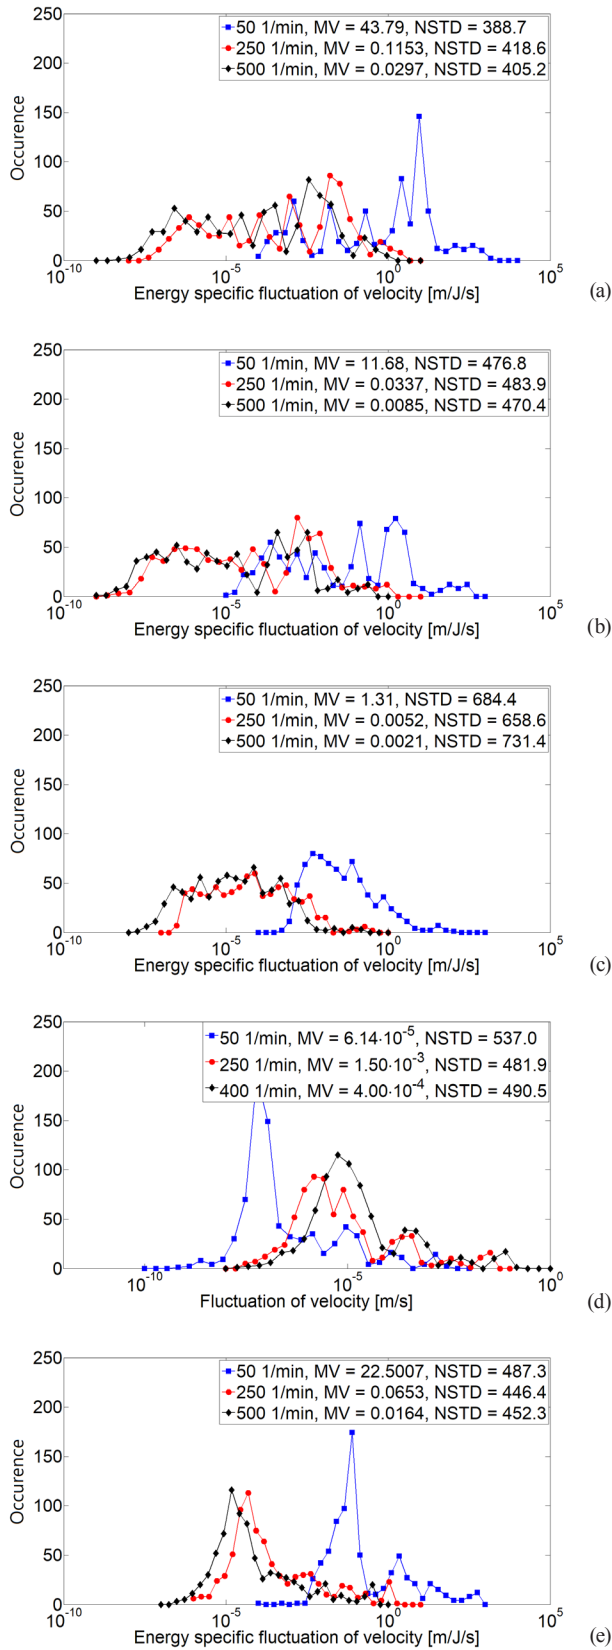 250
50 1/min, MV = 43.79, NSTD = 388.7
250 1/min, MV = 0.1153, NSTD = 418.6
500 1/min, MV = 0.0297, NSTD = 405.2
200
150
100
50
0
Occurence
10^-10 10^-5 10^0 10^5
Energy specific fluctuation of velocity [m/J/s]
(a)
250
50 1/min, MV = 11.68, NSTD = 476.8
250 1/min, MV = 0.0337, NSTD = 483.9
500 1/min, MV = 0.0085, NSTD = 470.4
200
150
100
50
0
Occurence
10^-10 10^-5 10^0 10^5
Energy specific fluctuation of velocity [m/J/s]
(b)
250
50 1/min, MV = 1.31, NSTD = 684.4
250 1/min, MV = 0.0052, NSTD = 658.6
500 1/min, MV = 0.0021, NSTD = 731.4
200
150
100
50
0
Occurence
10^-10 10^-5 10^0 10^5
Energy specific fluctuation of velocity [m/J/s]
(c)
250
50 1/min, MV = 6.14·10^-5, NSTD = 537.0
250 1/min, MV = 1.50·10^-3, NSTD = 481.9
400 1/min, MV = 4.00·10^-4, NSTD = 490.5
200
150
100
50
0
Occurence
10^-10 10^-5 10^0
Fluctuation of velocity [m/s]
(d)
250
50 1/min, MV = 22.5007, NSTD = 487.3
250 1/min, MV = 0.0653, NSTD = 446.4
500 1/min, MV = 0.0164, NSTD = 452.3
200
150
100
50
0
Occurence
10^-10 10^-5 10^0 10^5
Energy specific fluctuation of velocity [m/J/s]
(e)